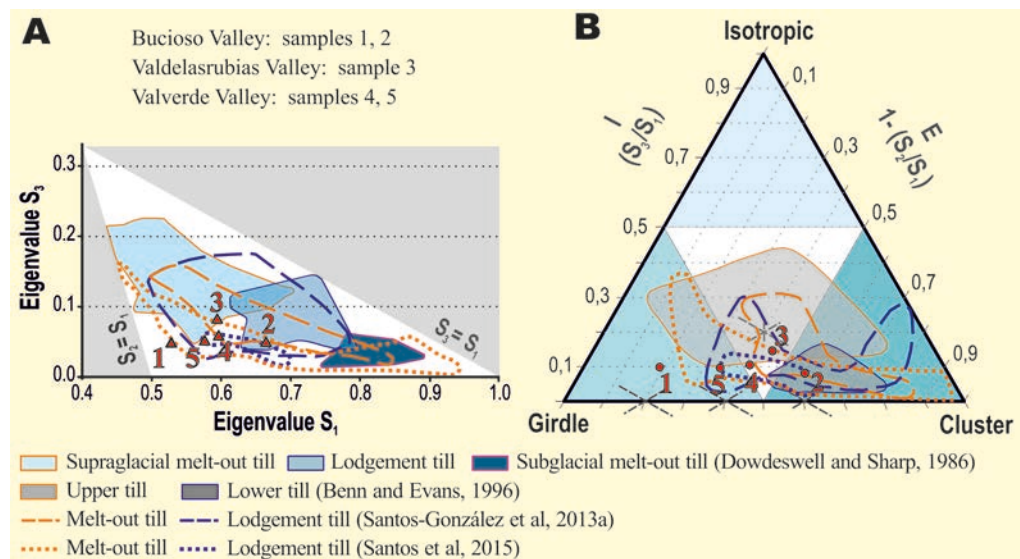 A
Bucioso Valley: samples 1, 2
Valdelasrubias Valley: sample 3
Valverde Valley: samples 4, 5
Eigenvalue S3
0.3
0.2
0.1
0.0
0.4
0.5
0.6
0.7
0.8
0.9
1.0
Eigenvalue S1
S2= S1
S3= S1
1
5
3
4
2
B
Isotropic
I
(S3/S1)
E
1- (S2/S1)
0,9
0,7
0,5
0,3
0,1
0,1
0,3
0,5
0,7
0,9
1
5
4
3
2
Girdle
Cluster
Supraglacial melt-out till
Lodgement till
Subglacial melt-out till (Dowdeswell and Sharp, 1986)
Upper till
Lower till (Benn and Evans, 1996)
Melt-out till
Lodgement till (Santos-González et al, 2013a)
Melt-out till
Lodgement till (Santos et al, 2015)